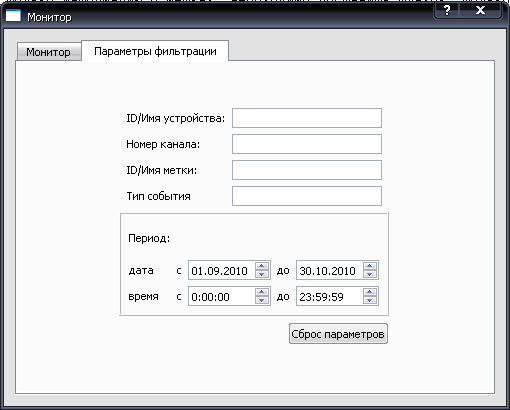 Монитор
Монитор Параметры фильтрации
ID/Имя устройства:
Номер канала:
ID/Имя метки:
Тип события
Период:
дата с 01.09.2010 до 30.10.2010
время с 0:00:00 до 23:59:59
Сброс параметров